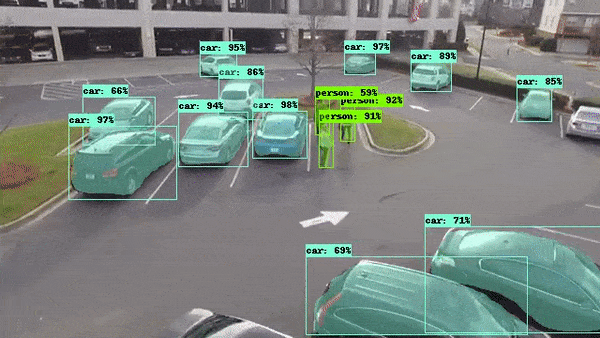 car: 95%
car: 97%
car: 89%
car: 86%
car: 85%
car: 66%
person: 59%
person: 92%
car: 94%
car: 98%
person: 91%
car: 97%
car: 71%
car: 69%